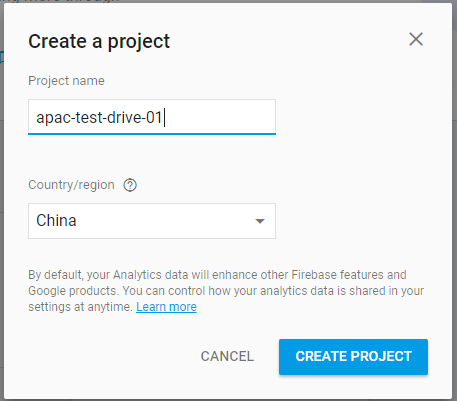 Create a project
Project name
apac-test-drive-01
Country/region
China
By default, your Analytics data will enhance other Firebase features and
Google products. You can control how your analytics data is shared in your
settings at anytime. Learn more
CANCEL
CREATE PROJECT